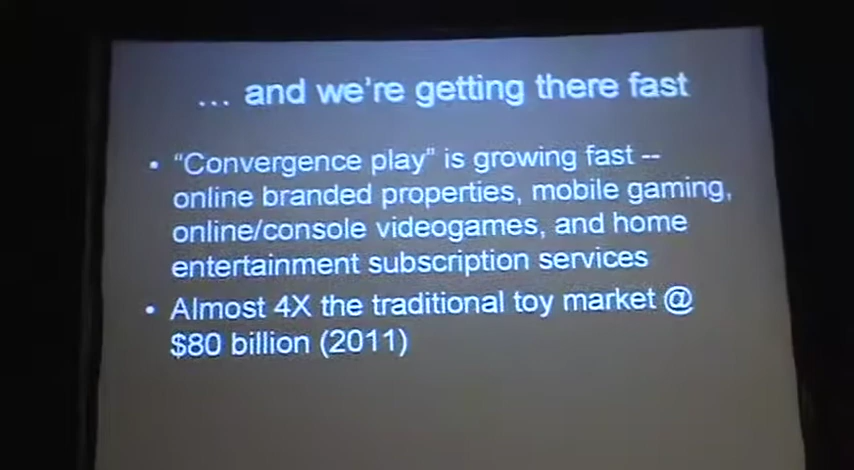 ... and we're getting there fast
• "Convergence play" is growing fast --
online branded properties, mobile gaming,
online/console videogames, and home
entertainment subscription services
• Almost 4X the traditional toy market @
$80 billion (2011)